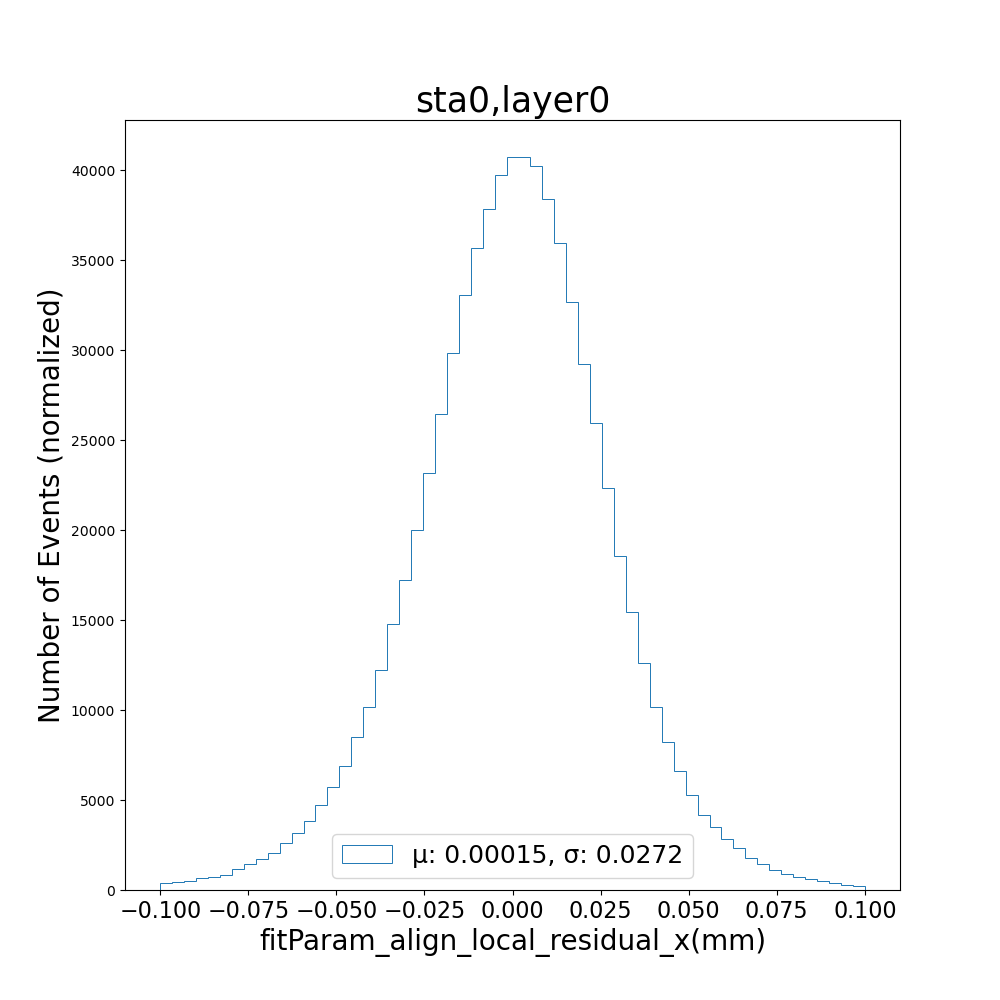 sta0,layer0
Number of Events (normalized)
40000
35000
30000
25000
20000
15000
10000
5000
0
μ: 0.00015, σ: 0.0272
−0.100 −0.075 −0.050 −0.025 0.000 0.025 0.050 0.075 0.100
fitParam_align_local_residual_x(mm)